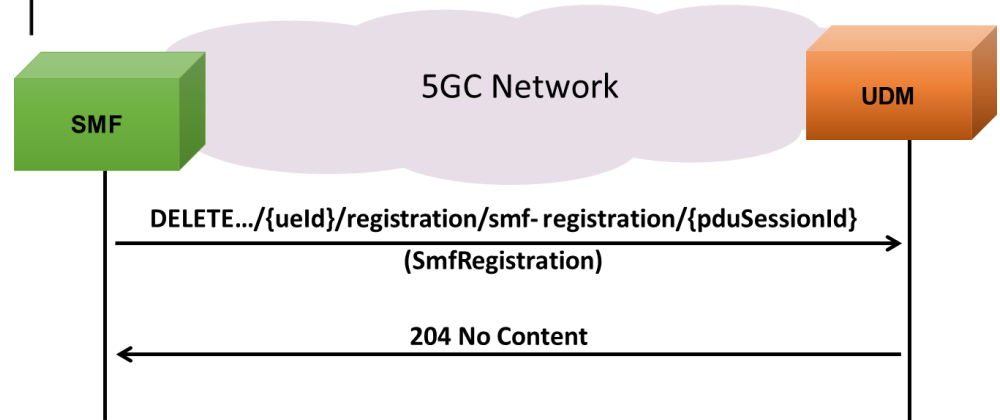 5GC Network
SMF
UDM
DELETE.../{ueId}/registration/smf- registration/{pduSessionId}
(SmfRegistration)
204 No Content